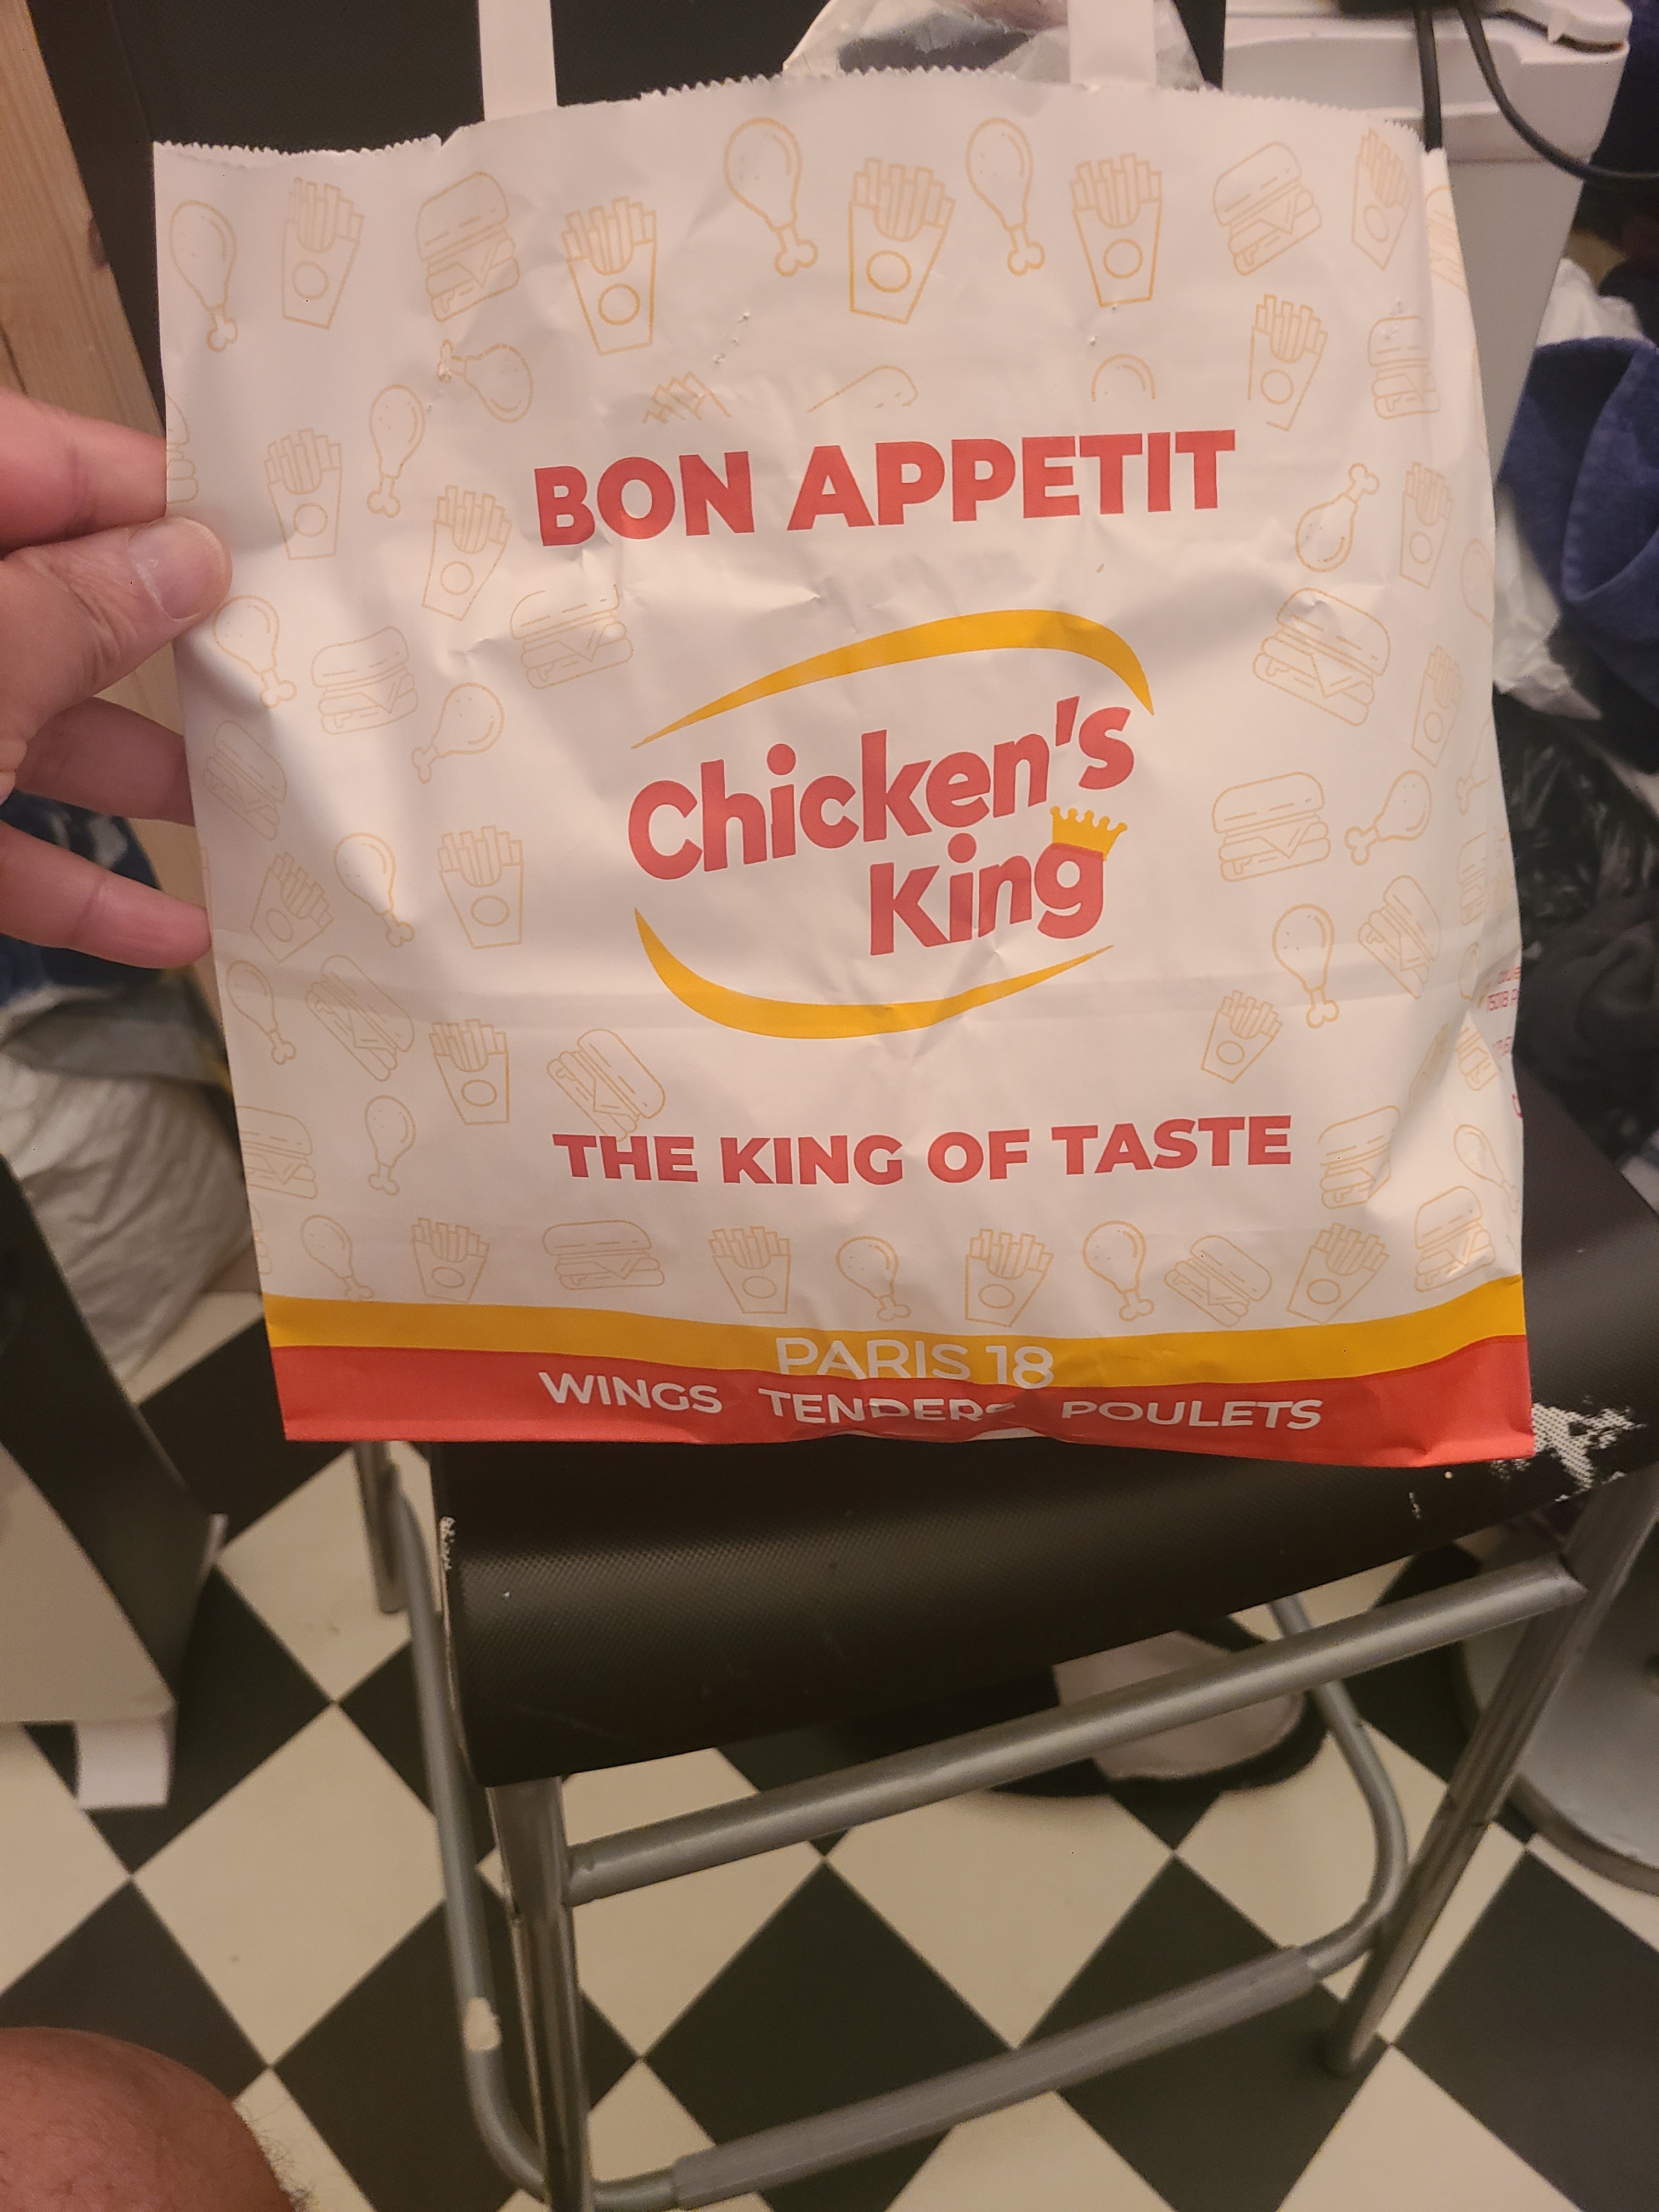 BON APPETIT
Chicken's
King
THE KING OF TASTE
PARIS 18
WINGS TENDERS POULETS